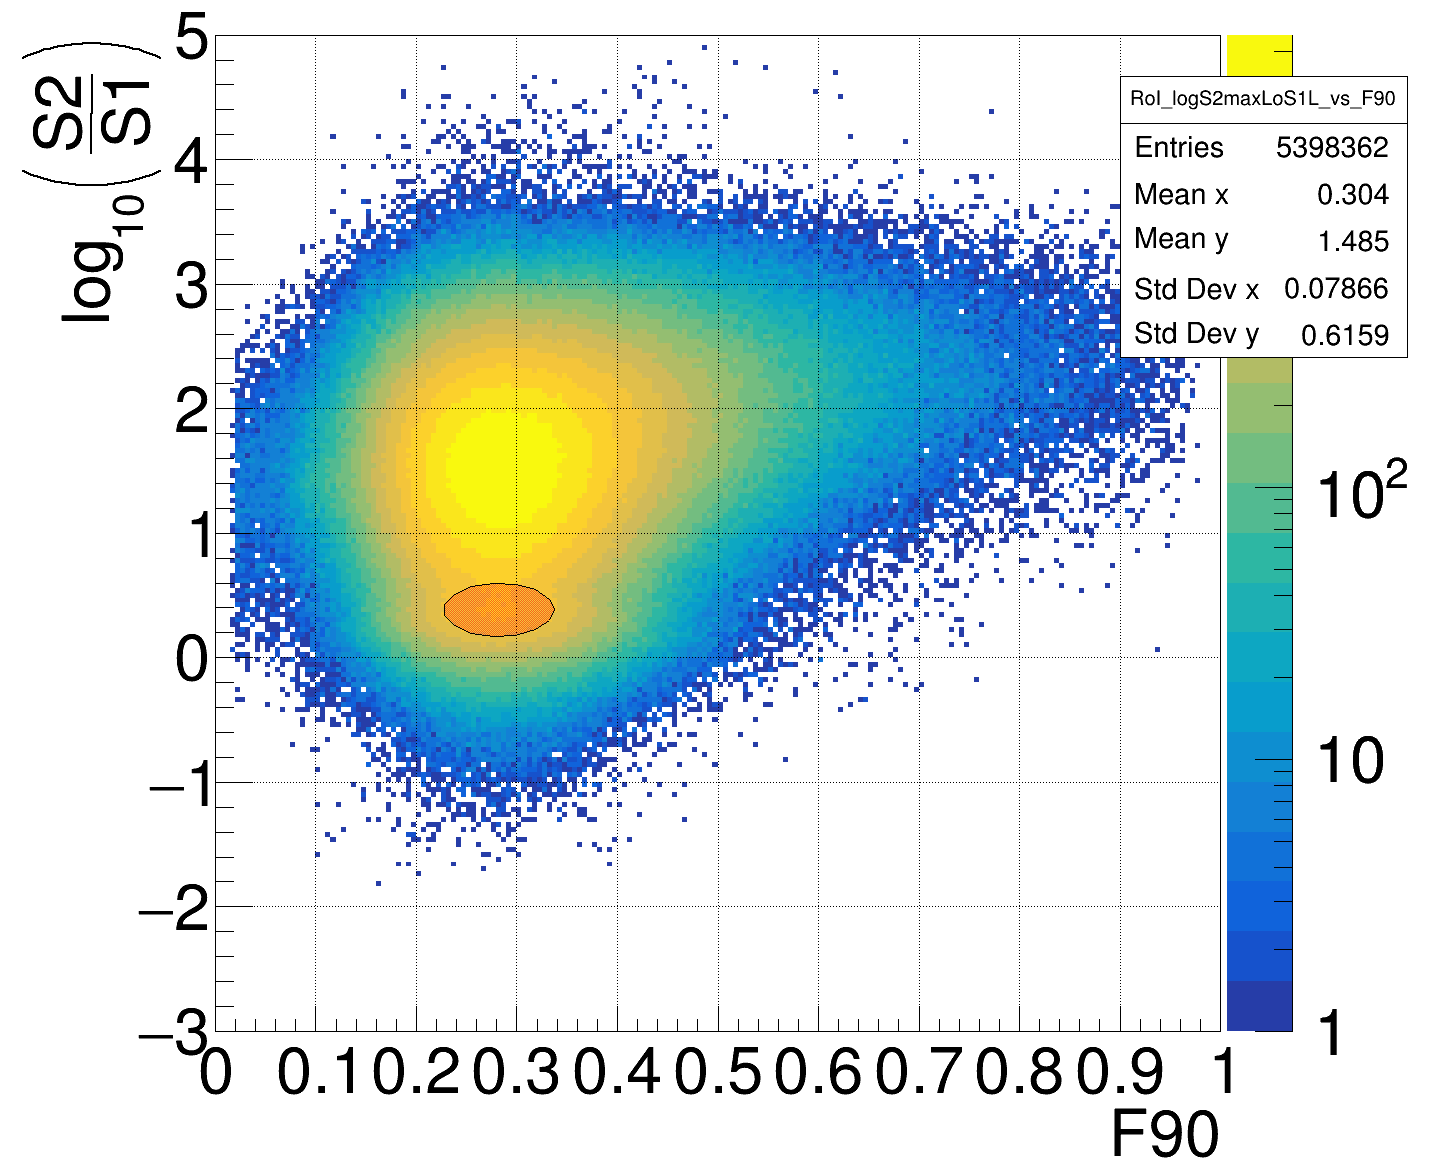 log10 (S2/S1)
5
4
3
2
1
0
−1
−2
−3
0 0.1 0.2 0.3 0.4 0.5 0.6 0.7 0.8 0.9 1
F90
RoI_logS2maxLoS1L_vs_F90
Entries 5398362
Mean x 0.304
Mean y 1.485
Std Dev x 0.07866
Std Dev y 0.6159
10²
10
1